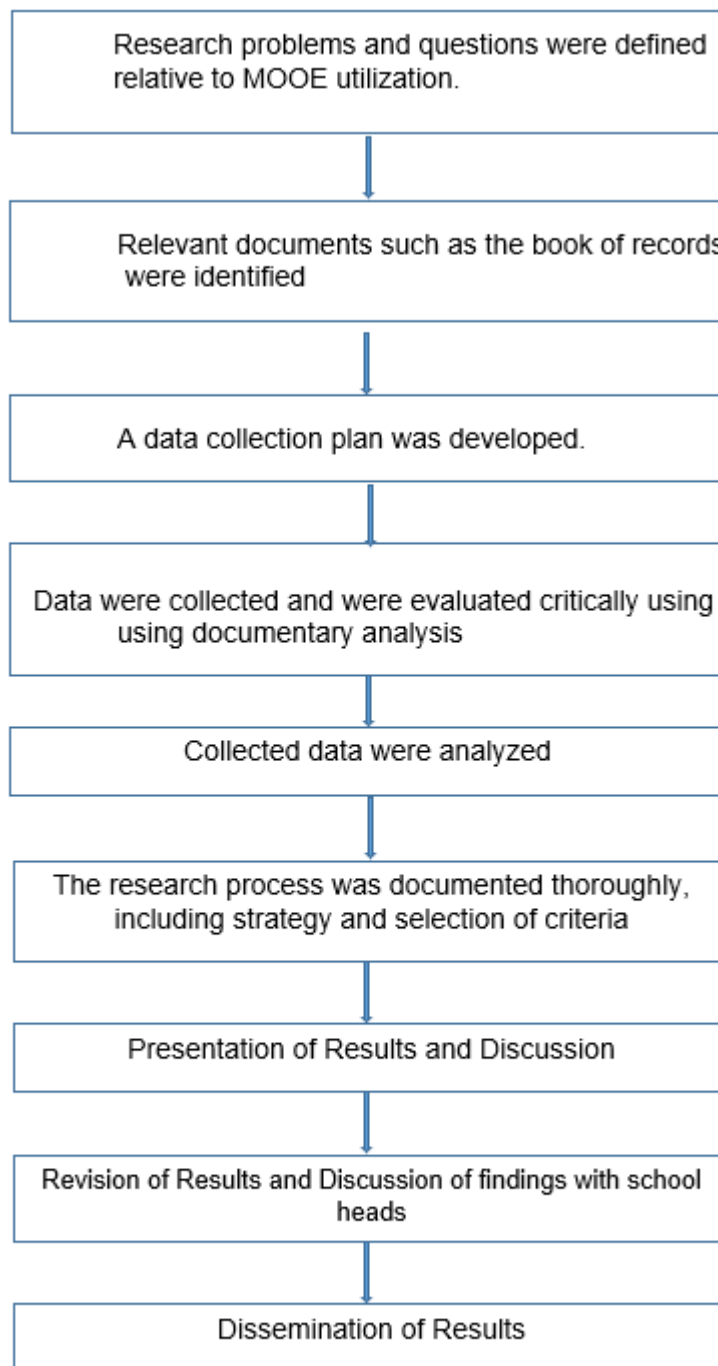 Research problems and questions were defined
relative to MOOE utilization.
Relevant documents such as the book of records
were identified
A data collection plan was developed.
Data were collected and were evaluated critically using
using documentary analysis
Collected data were analyzed
The research process was documented thoroughly,
including strategy and selection of criteria
Presentation of Results and Discussion
Revision of Results and Discussion of findings with school
heads
Dissemination of Results